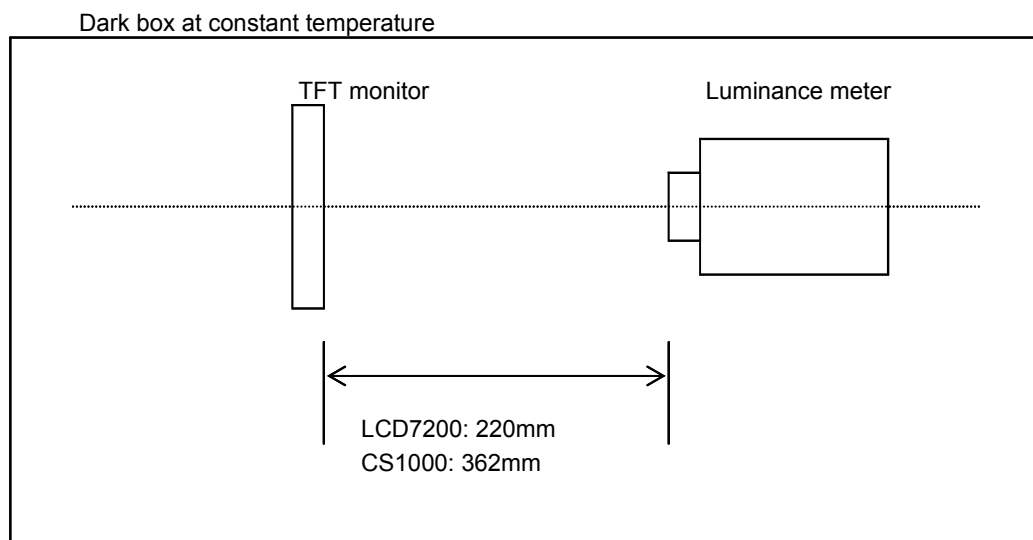 Dark box at constant temperature
TFT monitor
Luminance meter
LCD7200: 220mm
CS1000: 362mm